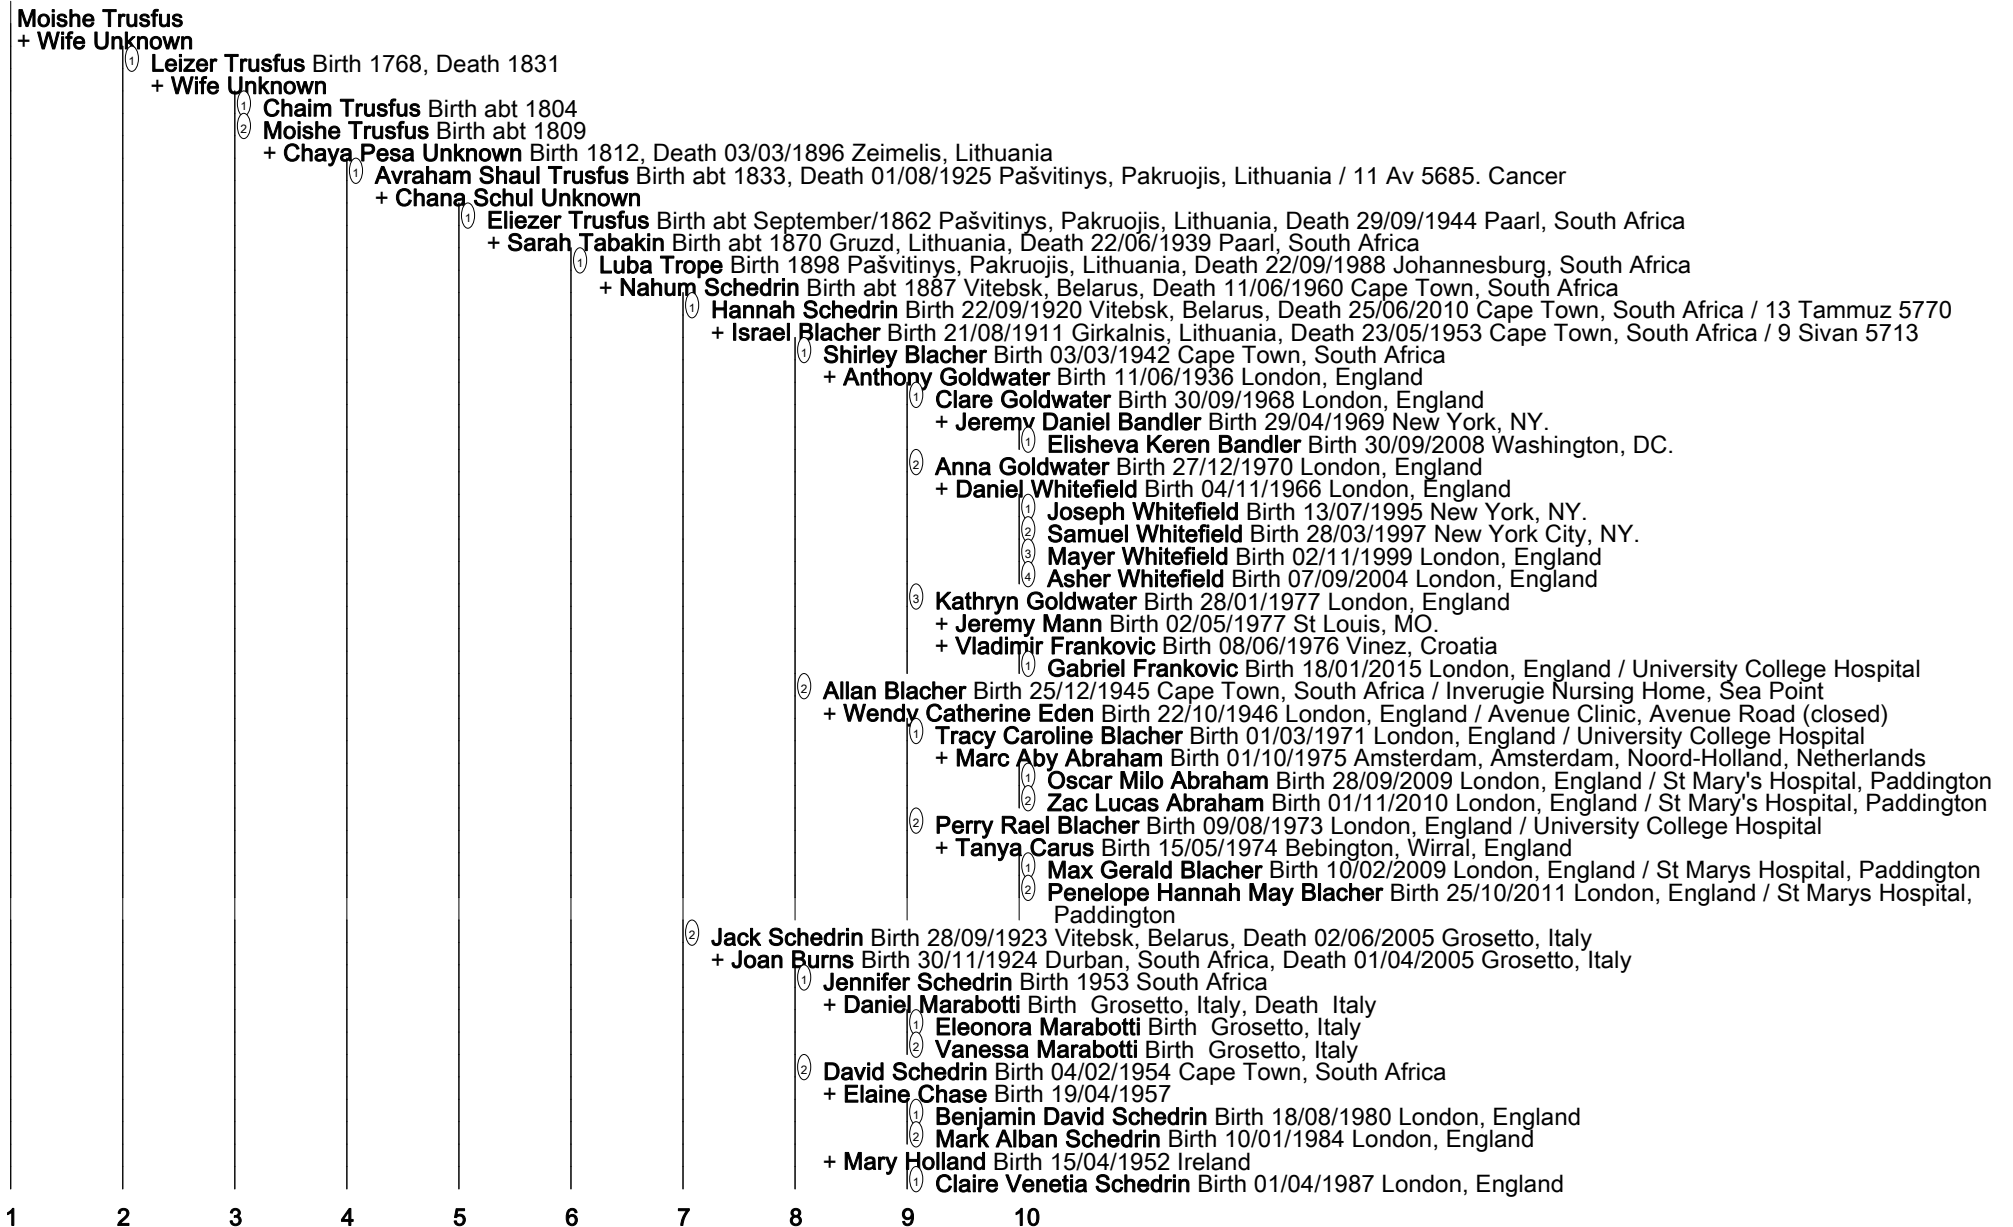 Moishe Trusfus
+ Wife Unknown
1 Leizer Trusfus Birth 1768, Death 1831
+ Wife Unknown
1 Chaim Trusfus Birth abt 1804
2 Moishe Trusfus Birth abt 1809
+ Chaya Pesa Unknown Birth 1812, Death 03/03/1896 Zeimelis, Lithuania
1 Avraham Shaul Trusfus Birth abt 1833, Death 01/08/1925 Pašvitinys, Pakruojis, Lithuania / 11 Av 5685. Cancer
+ Chana Schul Unknown
1 Eliezer Trusfus Birth abt September/1862 Pašvitinys, Pakruojis, Lithuania, Death 29/09/1944 Paarl, South Africa
+ Sarah Tabakin Birth abt 1870 Gruzd, Lithuania, Death 22/06/1939 Paarl, South Africa
1 Luba Trope Birth 1898 Pašvitinys, Pakruojis, Lithuania, Death 22/09/1988 Johannesburg, South Africa
+ Nahum Schedrin Birth abt 1887 Vitebsk, Belarus, Death 11/06/1960 Cape Town, South Africa
1 Hannah Schedrin Birth 22/09/1920 Vitebsk, Belarus, Death 25/06/2010 Cape Town, South Africa / 13 Tammuz 5770
+ Israel Blacher Birth 21/08/1911 Girkalnis, Lithuania, Death 23/05/1953 Cape Town, South Africa / 9 Sivan 5713
1 Shirley Blacher Birth 03/03/1942 Cape Town, South Africa
+ Anthony Goldwater Birth 11/06/1936 London, England
1 Clare Goldwater Birth 30/09/1968 London, England
+ Jeremy Daniel Bandler Birth 29/04/1969 New York, NY.
1 Elisheva Keren Bandler Birth 30/09/2008 Washington, DC.
2 Anna Goldwater Birth 27/12/1970 London, England
+ Daniel Whitefield Birth 04/11/1966 London, England
1 Joseph Whitefield Birth 13/07/1995 New York, NY.
2 Samuel Whitefield Birth 28/03/1997 New York City, NY.
3 Mayer Whitefield Birth 02/11/1999 London, England
4 Asher Whitefield Birth 07/09/2004 London, England
3 Kathryn Goldwater Birth 28/01/1977 London, England
+ Jeremy Mann Birth 02/05/1977 St Louis, MO.
+ Vladimir Frankovic Birth 08/06/1976 Vinez, Croatia
1 Gabriel Frankovic Birth 18/01/2015 London, England / University College Hospital
2 Allan Blacher Birth 25/12/1945 Cape Town, South Africa / Inverugie Nursing Home, Sea Point
+ Wendy Catherine Eden Birth 22/10/1946 London, England / Avenue Clinic, Avenue Road (closed)
1 Tracy Caroline Blacher Birth 01/03/1971 London, England / University College Hospital
+ Marc Aby Abraham Birth 01/10/1975 Amsterdam, Amsterdam, Noord-Holland, Netherlands
1 Oscar Milo Abraham Birth 28/09/2009 London, England / St Mary's Hospital, Paddington
2 Zac Lucas Abraham Birth 01/11/2010 London, England / St Mary's Hospital, Paddington
2 Perry Rael Blacher Birth 09/08/1973 London, England / University College Hospital
+ Tanya Carus Birth 15/05/1974 Bebington, Wirral, England
1 Max Gerald Blacher Birth 10/02/2009 London, England / St Marys Hospital, Paddington
2 Penelope Hannah May Blacher Birth 25/10/2011 London, England / St Marys Hospital,
Paddington
2 Jack Schedrin Birth 28/09/1923 Vitebsk, Belarus, Death 02/06/2005 Grosetto, Italy
+ Joan Burns Birth 30/11/1924 Durban, South Africa, Death 01/04/2005 Grosetto, Italy
1 Jennifer Schedrin Birth 1953 South Africa
+ Daniel Marabotti Birth Grosetto, Italy, Death Italy
1 Eleonora Marabotti Birth Grosetto, Italy
2 Vanessa Marabotti Birth Grosetto, Italy
2 David Schedrin Birth 04/02/1954 Cape Town, South Africa
+ Elaine Chase Birth 19/04/1957
1 Benjamin David Schedrin Birth 18/08/1980 London, England
2 Mark Alban Schedrin Birth 10/01/1984 London, England
+ Mary Holland Birth 15/04/1952 Ireland
1 Claire Venetia Schedrin Birth 01/04/1987 London, England
1 2 3 4 5 6 7 8 9 10